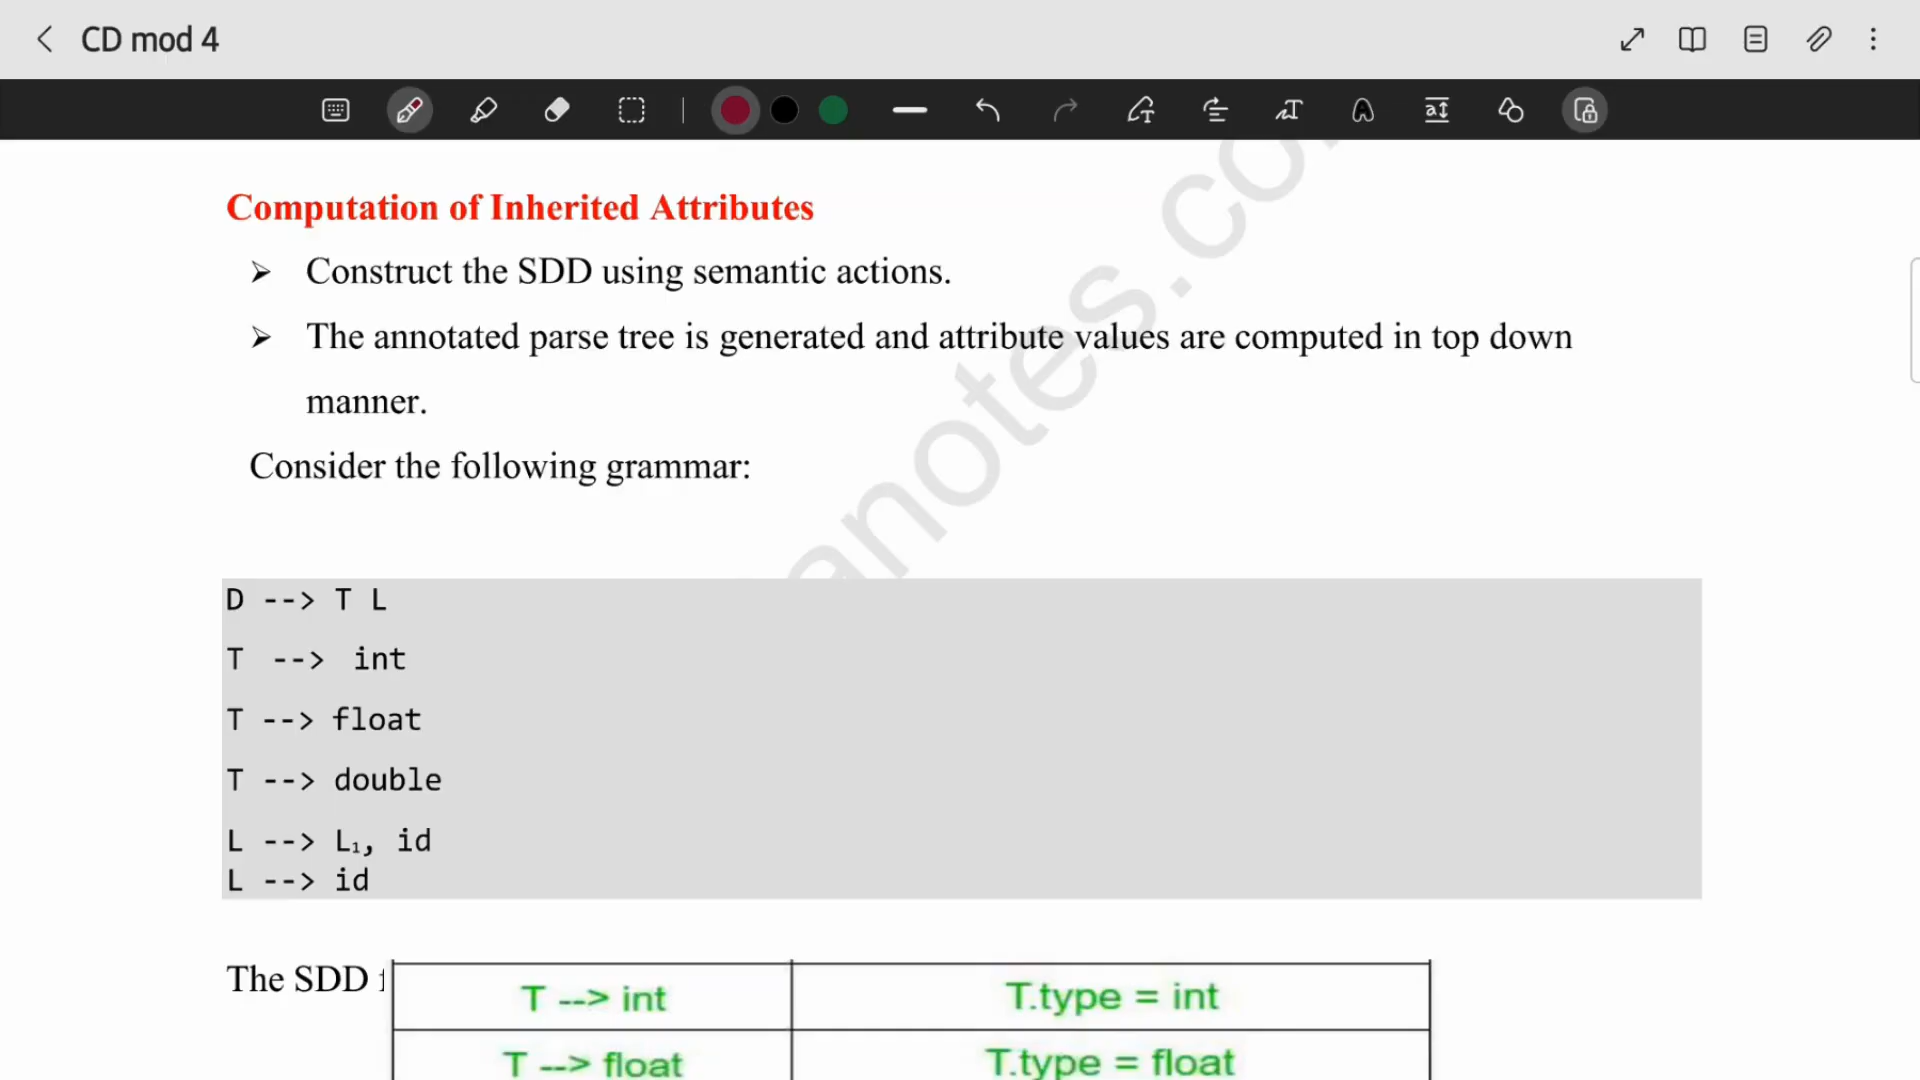 CD mod 4
Computation of Inherited Attributes
➢ Construct the SDD using semantic actions.
➢ The annotated parse tree is generated and attribute values are computed in top down
manner.
Consider the following grammar:
D --> T L
T --> int
T --> float
T --> double
L --> L₁, id
L --> id
The SDD
T --> int T.type = int
T --> float T.type = float